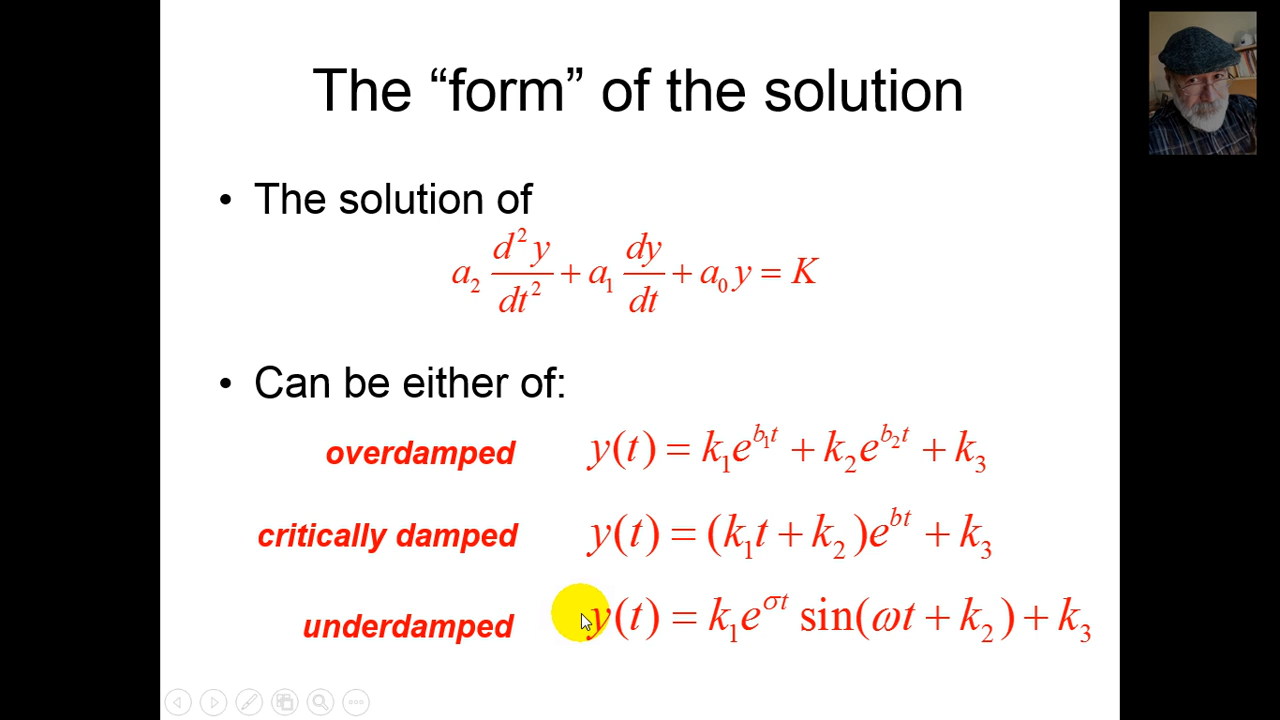 The “form” of the solution
• The solution of
a₂ d²y/dt² + a₁ dy/dt + a₀y = K
• Can be either of:
overdamped y(t) = k₁e^{b₁t} + k₂e^{b₂t} + k₃
critically damped y(t) = (k₁t + k₂)e^{bt} + k₃
underdamped y(t) = k₁e^{σt} sin(ωt + k₂) + k₃